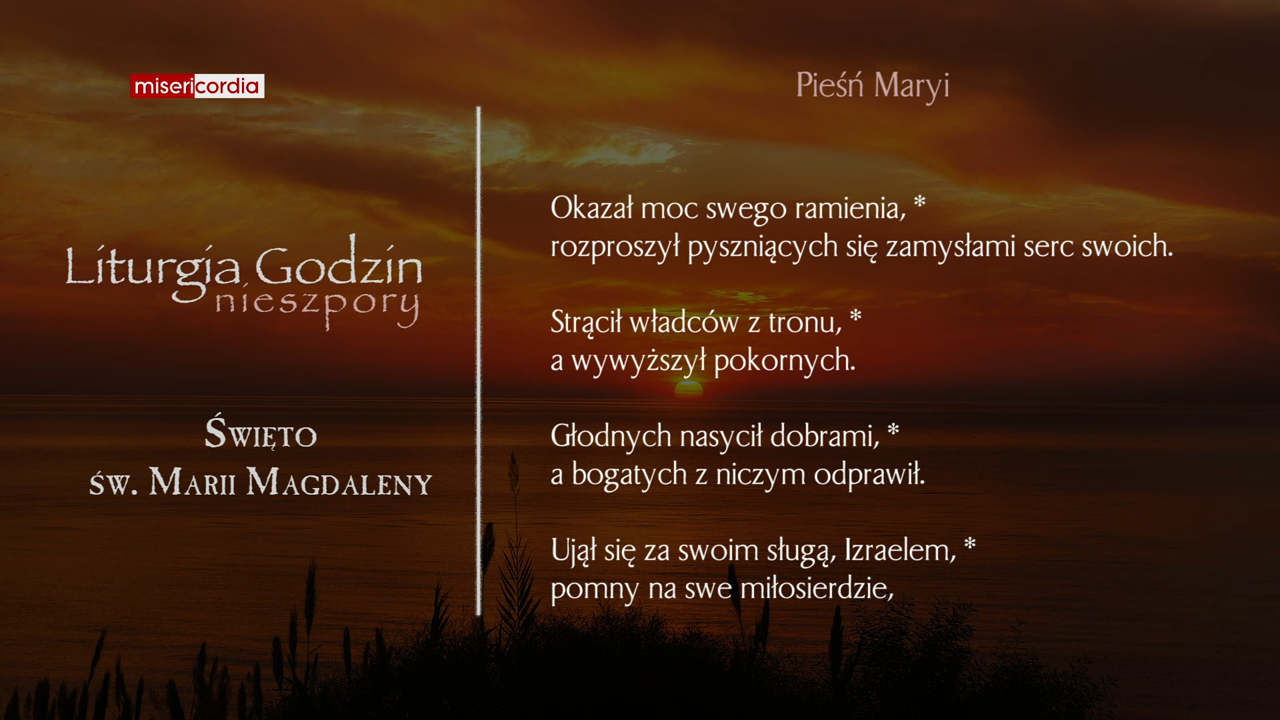 misericordia
Liturgia Godzin
nieszpory
Święto
św. Marii Magdaleny
Pieśń Maryi
Okazał moc swego ramienia, *
rozproszył pyszniących się zamysłami serc swoich.
Strącił władców z tronu, *
a wywyższył pokornych.
Głodnych nasycił dobrami, *
a bogatych z niczym odprawił.
Ujął się za swoim sługą, Izraelem, *
pomny na swe miłosierdzie,